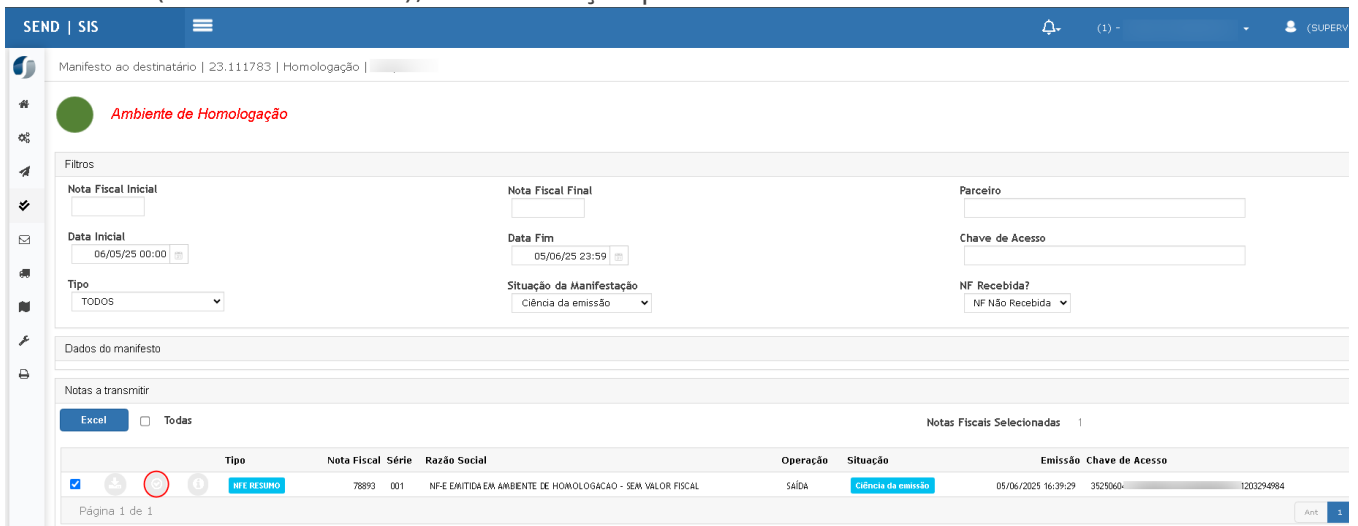 SEND | SIS (1) - (SUPERV
Manifesto ao destinatário | 23.111783 | Homologação |
Ambiente de Homologação
Filtros
Nota Fiscal Inicial Nota Fiscal Final Parceiro
Data Inicial Data Fim Chave de Acesso
06/05/25 00:00 05/06/25 23:59
Tipo Situação da Manifestação NF Recebida?
TODOS Ciência da emissão NF Não Recebida
Dados do manifesto
Notas a transmitir
Excel Todas Notas Fiscais Selecionadas 1
Tipo Nota Fiscal Série Razão Social Operação Situação Emissão Chave de Acesso
NFE RESUMO 78893 001 NF-E EMITIDA EM AMBIENTE DE HOMOLOGACAO - SEM VALOR FISCAL SAÍDA Ciência da emissão 05/06/2025 16:39:29 3525060 1203294984
Página 1 de 1 Ant 1